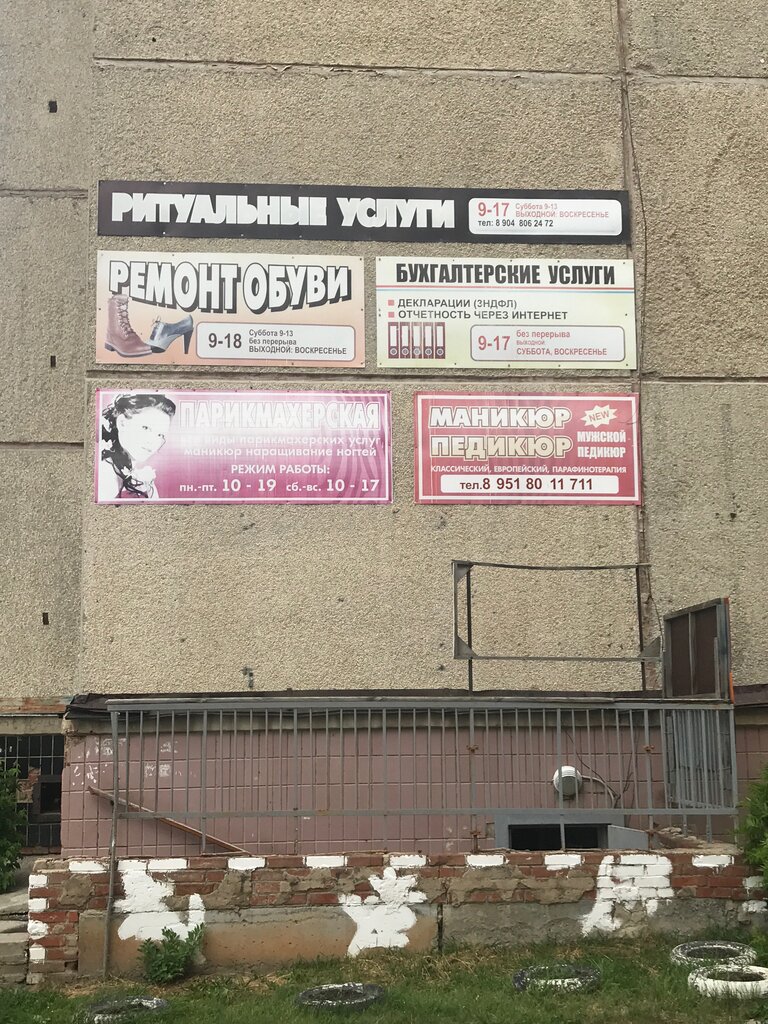 РИТУАЛЬНЫЕ УСЛУГИ
9-17 Суббота 9-13
ВЫХОДНОЙ: ВОСКРЕСЕНЬЕ
тел: 8 904 806 24 72
РЕМОНТ ОБУВИ
9-18 Суббота 9-13
без перерыва
ВЫХОДНОЙ: ВОСКРЕСЕНЬЕ
БУХГАЛТЕРСКИЕ УСЛУГИ
ДЕКЛАРАЦИИ (3НДФЛ)
ОТЧЕТНОСТЬ ЧЕРЕЗ ИНТЕРНЕТ
9-17 без перерыва
ВЫХОДНОЙ
СУББОТА, ВОСКРЕСЕНЬЕ
ПАРИКМАХЕРСКАЯ
все виды парикмахерских услуг
маникюр наращивание ногтей
РЕЖИМ РАБОТЫ:
пн.-пт. 10 - 19 сб.-вс. 10 - 17
МАНИКЮР
ПЕДИКЮР
NEW
МУЖСКОЙ
ПЕДИКЮР
КЛАССИЧЕСКИЙ, ЕВРОПЕЙСКИЙ, ПАРАФИНОТЕРАПИЯ
тел.8 951 80 11 711